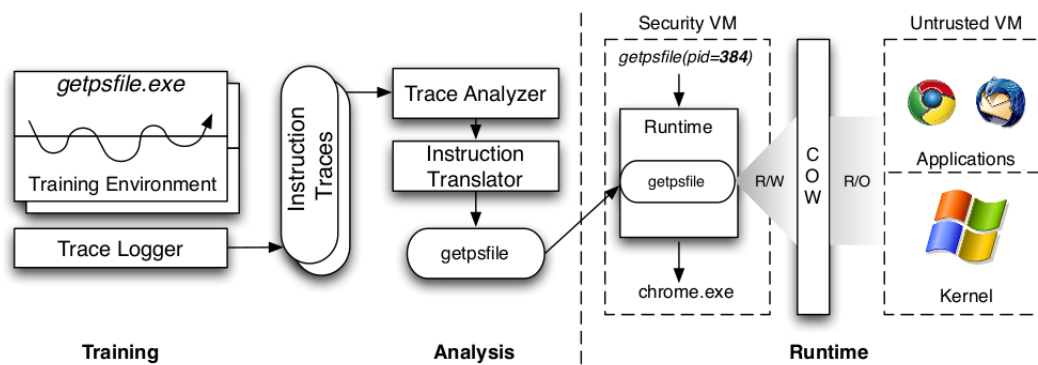 getpsfile.exe
Training Environment
Trace Logger
Instruction
Traces
Trace Analyzer
Instruction
Translator
getpsfile
Security VM
getpsfile(pid=384)
Runtime
getpsfile
chrome.exe
R/W
C
O
W
R/O
Untrusted VM
Applications
Kernel
Training
Analysis
Runtime